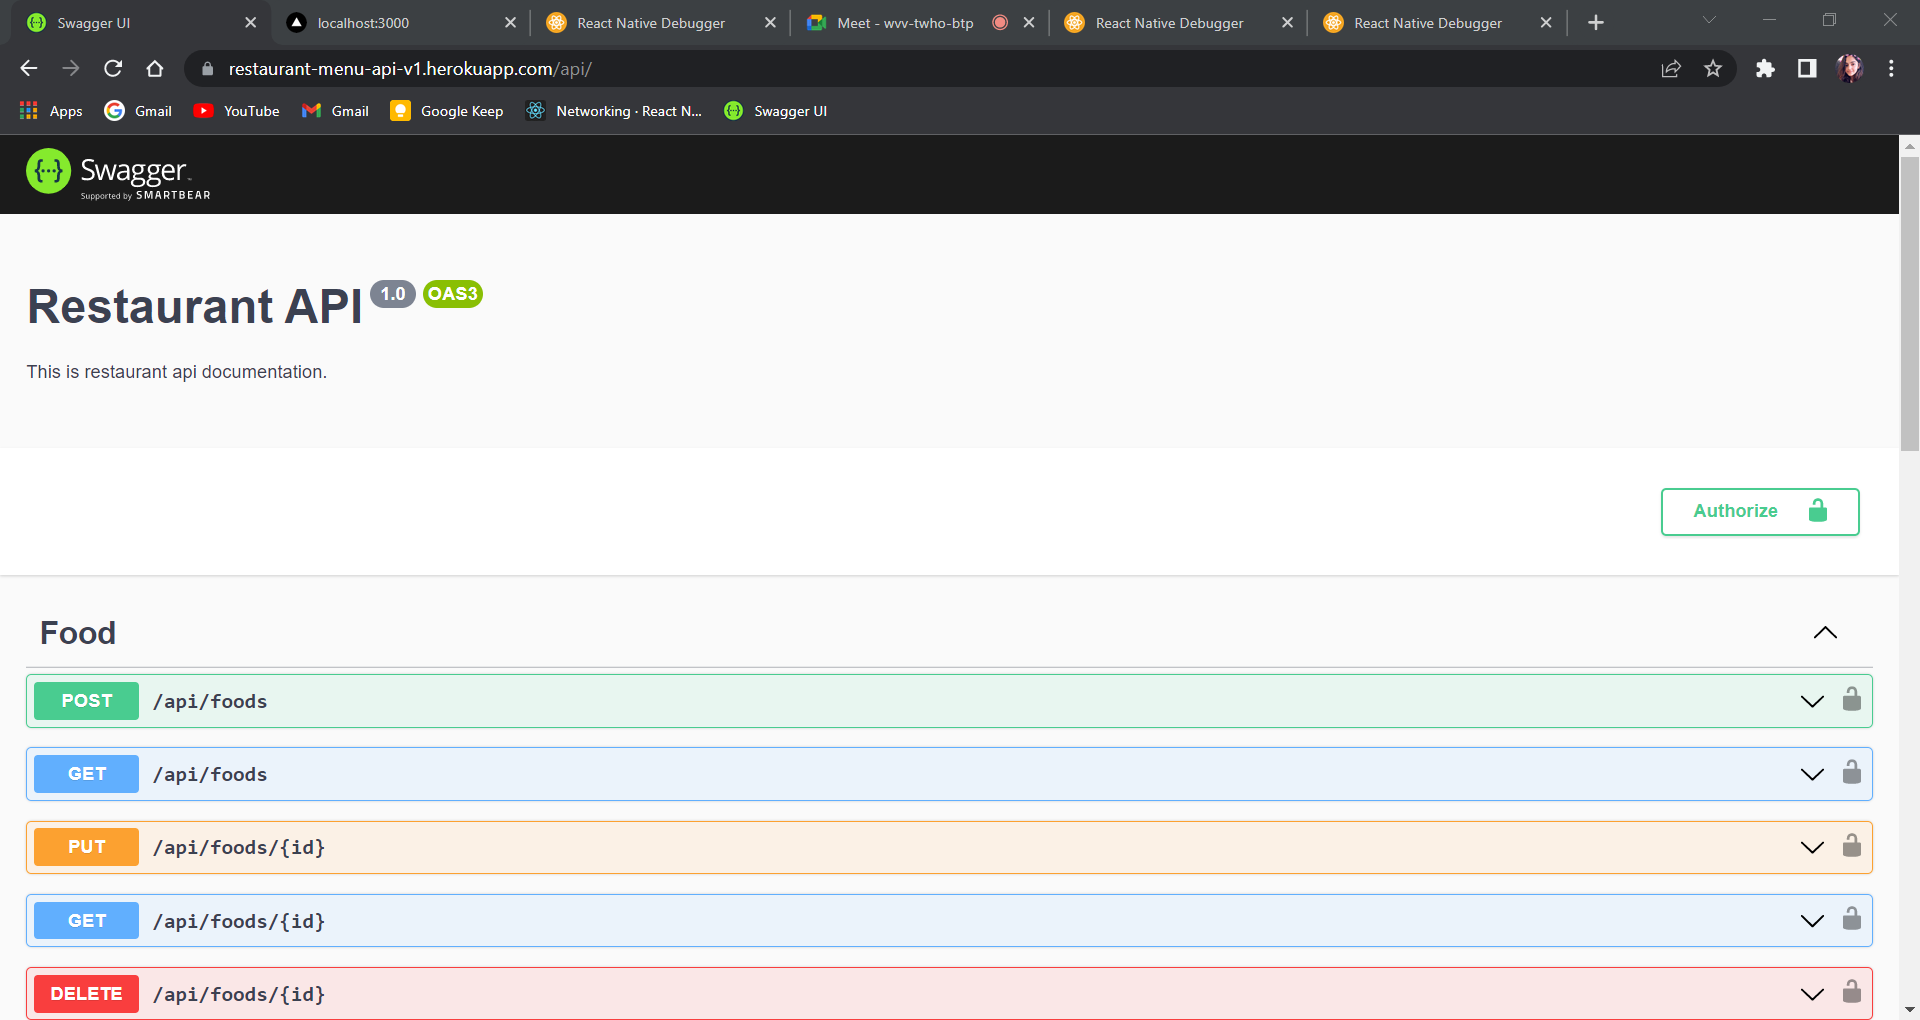 Swagger UI
localhost:3000
React Native Debugger
Meet - wvv-twho-btp
React Native Debugger
React Native Debugger
restaurant-menu-api-v1.herokuapp.com/api/
Apps
Gmail
YouTube
Gmail
Google Keep
Networking · React N...
Swagger UI
{···} Swagger
Supported by SMARTBEAR
Restaurant API 1.0 OAS3
This is restaurant api documentation.
Authorize
Food
POST /api/foods
GET /api/foods
PUT /api/foods/{id}
GET /api/foods/{id}
DELETE /api/foods/{id}